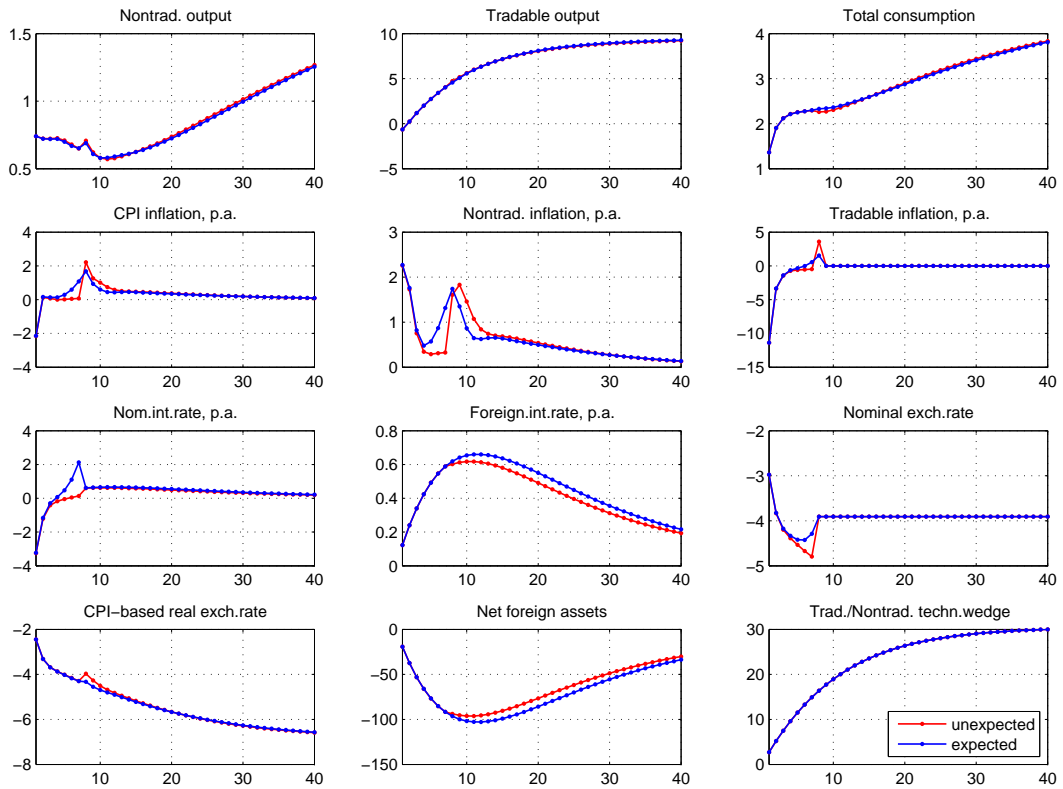 Nontrad. output
Tradable output
Total consumption
1.5
1
0.5
10 20 30 40
10
5
0
−5
10 20 30 40
4
3
2
1
10 20 30 40
CPI inflation, p.a.
Nontrad. inflation, p.a.
Tradable inflation, p.a.
4
2
0
−2
−4
10 20 30 40
3
2
1
0
10 20 30 40
5
0
−5
−10
−15
10 20 30 40
Nom.int.rate, p.a.
Foreign.int.rate, p.a.
Nominal exch.rate
4
2
0
−2
−4
10 20 30 40
0.8
0.6
0.4
0.2
0
10 20 30 40
−2
−3
−4
−5
10 20 30 40
CPI−based real exch.rate
Net foreign assets
Trad./Nontrad. techn.wedge
−2
−4
−6
−8
10 20 30 40
0
−50
−100
−150
10 20 30 40
30
20
10
0
10 20 30 40
unexpected
expected